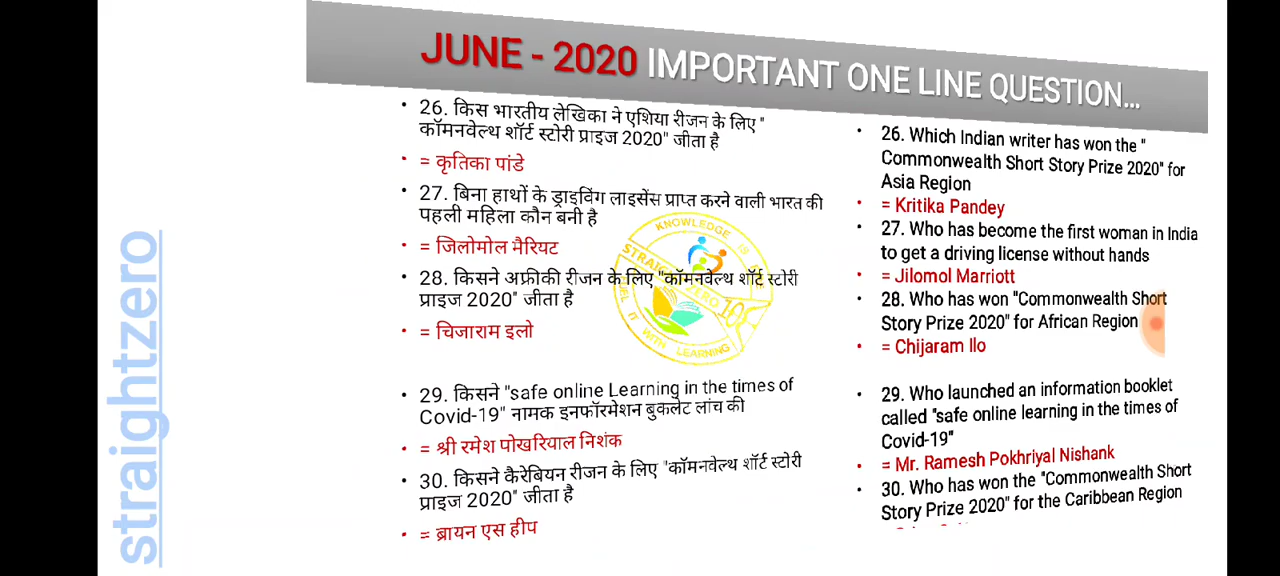 JUNE - 2020 IMPORTANT ONE LINE QUESTION...
• 26. किस भारतीय लेखिका ने एशिया रीजन के लिए "
कॉमनवेल्थ शॉर्ट स्टोरी प्राइज 2020" जीता है
• = कृतिका पांडे
• 27. बिना हाथों के ड्राइविंग लाइसेंस प्राप्त करने वाली भारत की
पहली महिला कौन बनी है
• = जिलोमोल मैरियट
• 28. किसने अफ्रीकी रीजन के लिए "कॉमनवेल्थ शॉर्ट स्टोरी
प्राइज 2020" जीता है
• = चिजाराम इलो
• 29. किसने "safe online Learning in the times of
Covid-19" नामक इनफॉरमेशन बुकलेट लांच की
• = श्री रमेश पोखरियाल निशंक
• 30. किसने कैरेबियन रीजन के लिए "कॉमनवेल्थ शॉर्ट स्टोरी
प्राइज 2020" जीता है
• = ब्रायन एस हीप
• 26. Which Indian writer has won the "
Commonwealth Short Story Prize 2020" for
Asia Region
• = Kritika Pandey
• 27. Who has become the first woman in India
to get a driving license without hands
• = Jilomol Marriott
• 28. Who has won "Commonwealth Short
Story Prize 2020" for African Region
• = Chijaram Ilo
• 29. Who launched an information booklet
called "safe online learning in the times of
Covid-19"
• = Mr. Ramesh Pokhriyal Nishank
• 30. Who has won the "Commonwealth Short
Story Prize 2020" for the Caribbean Region
straightzero
KNOWLEDGE IS
WITH LEARNING